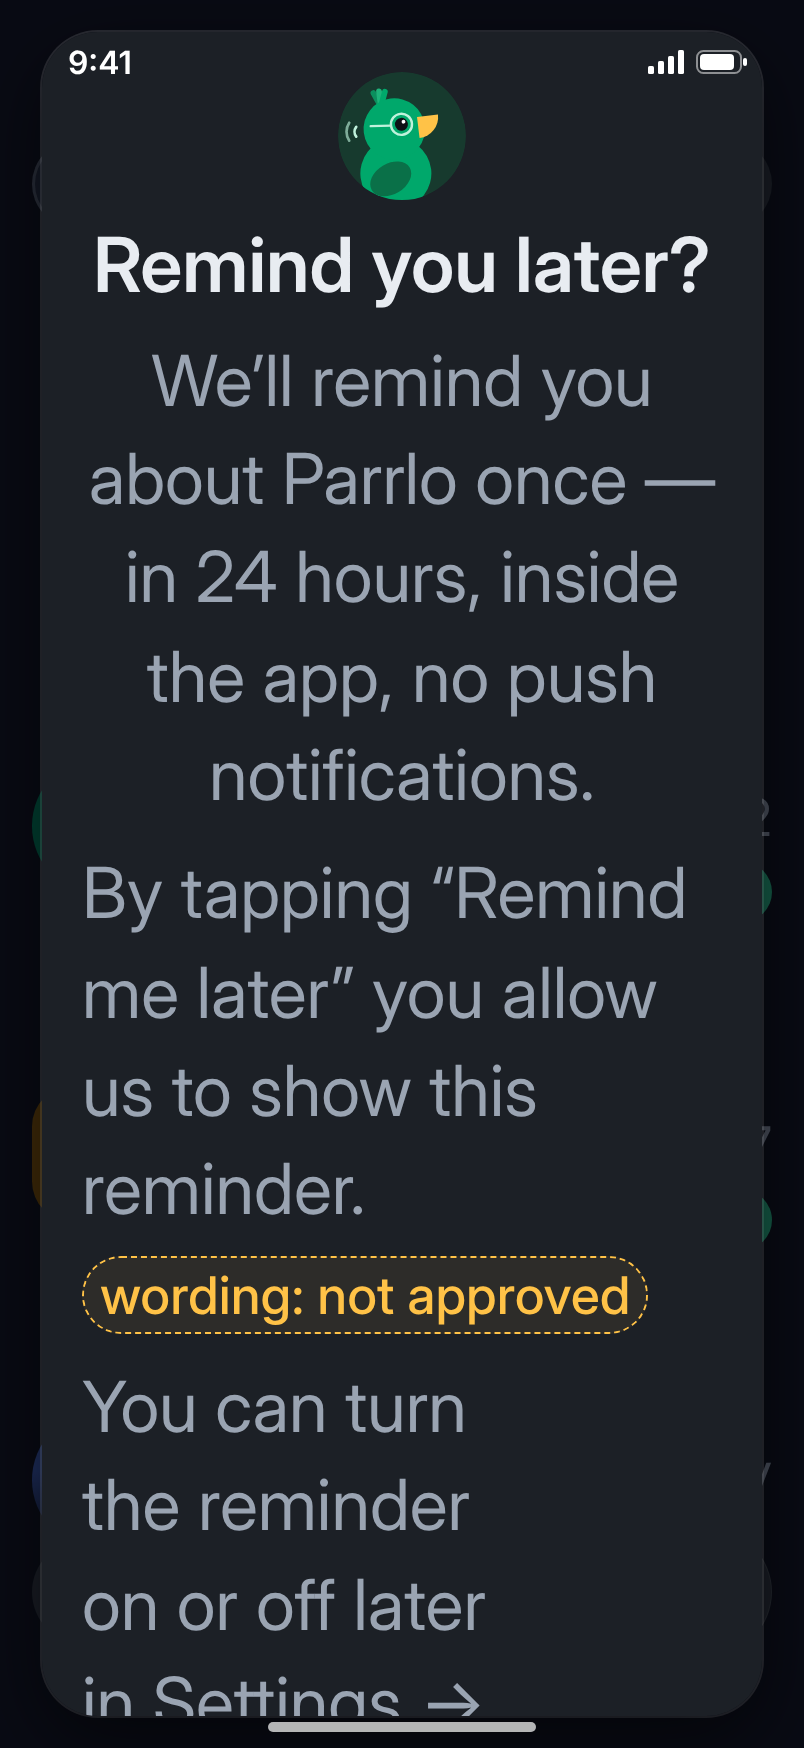 9:41
Remind you later?
We’ll remind you
about Parrlo once —
in 24 hours, inside
the app, no push
notifications.
By tapping “Remind
me later” you allow
us to show this
reminder.
wording: not approved
You can turn
the reminder
on or off later
in Settings →